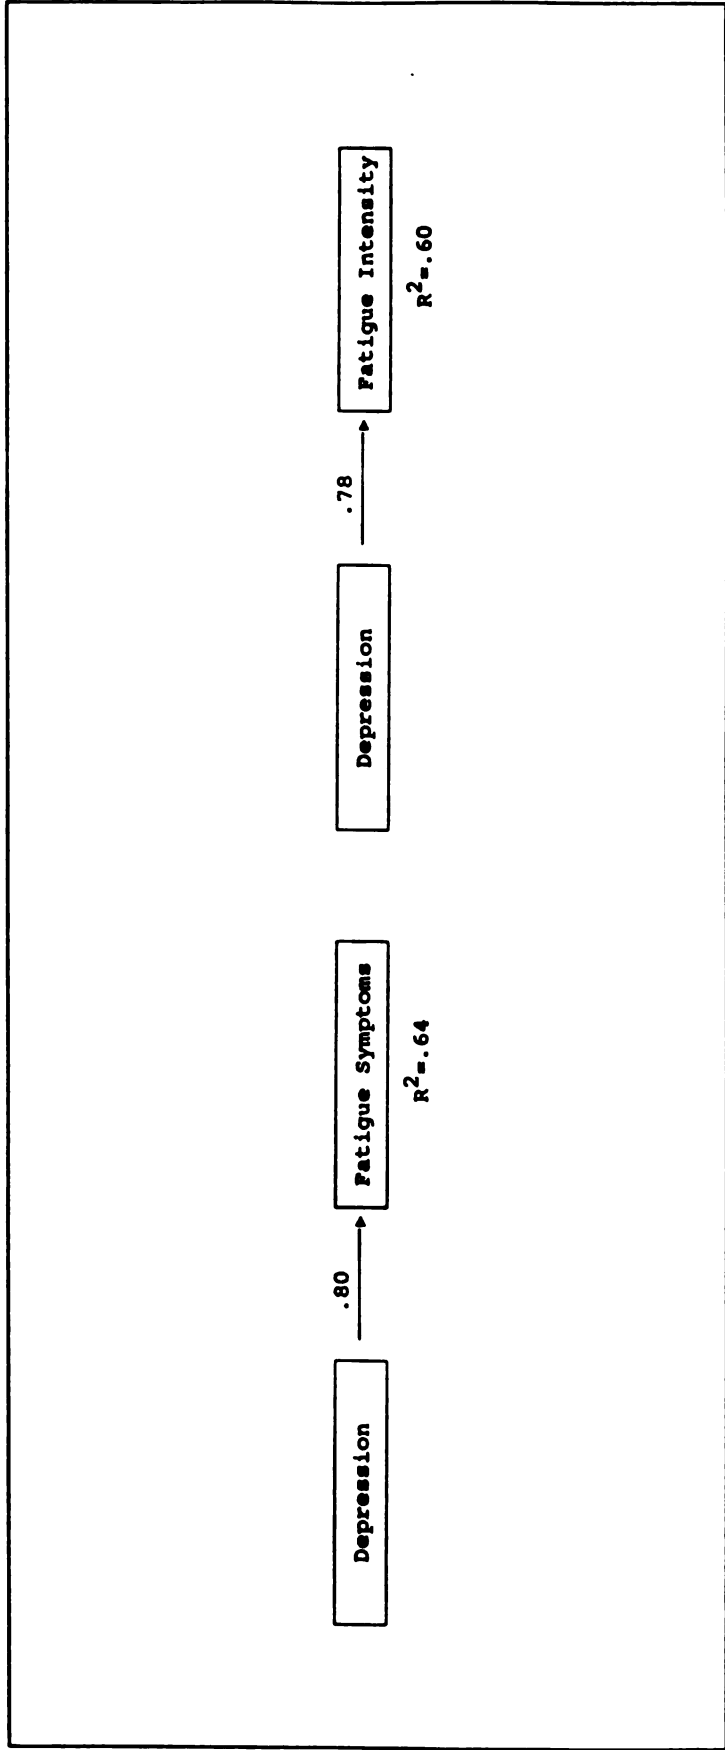 Depression
.80
Fatigue Symptoms
R²=.64
Depression
.78
Fatigue Intensity
R²=.60